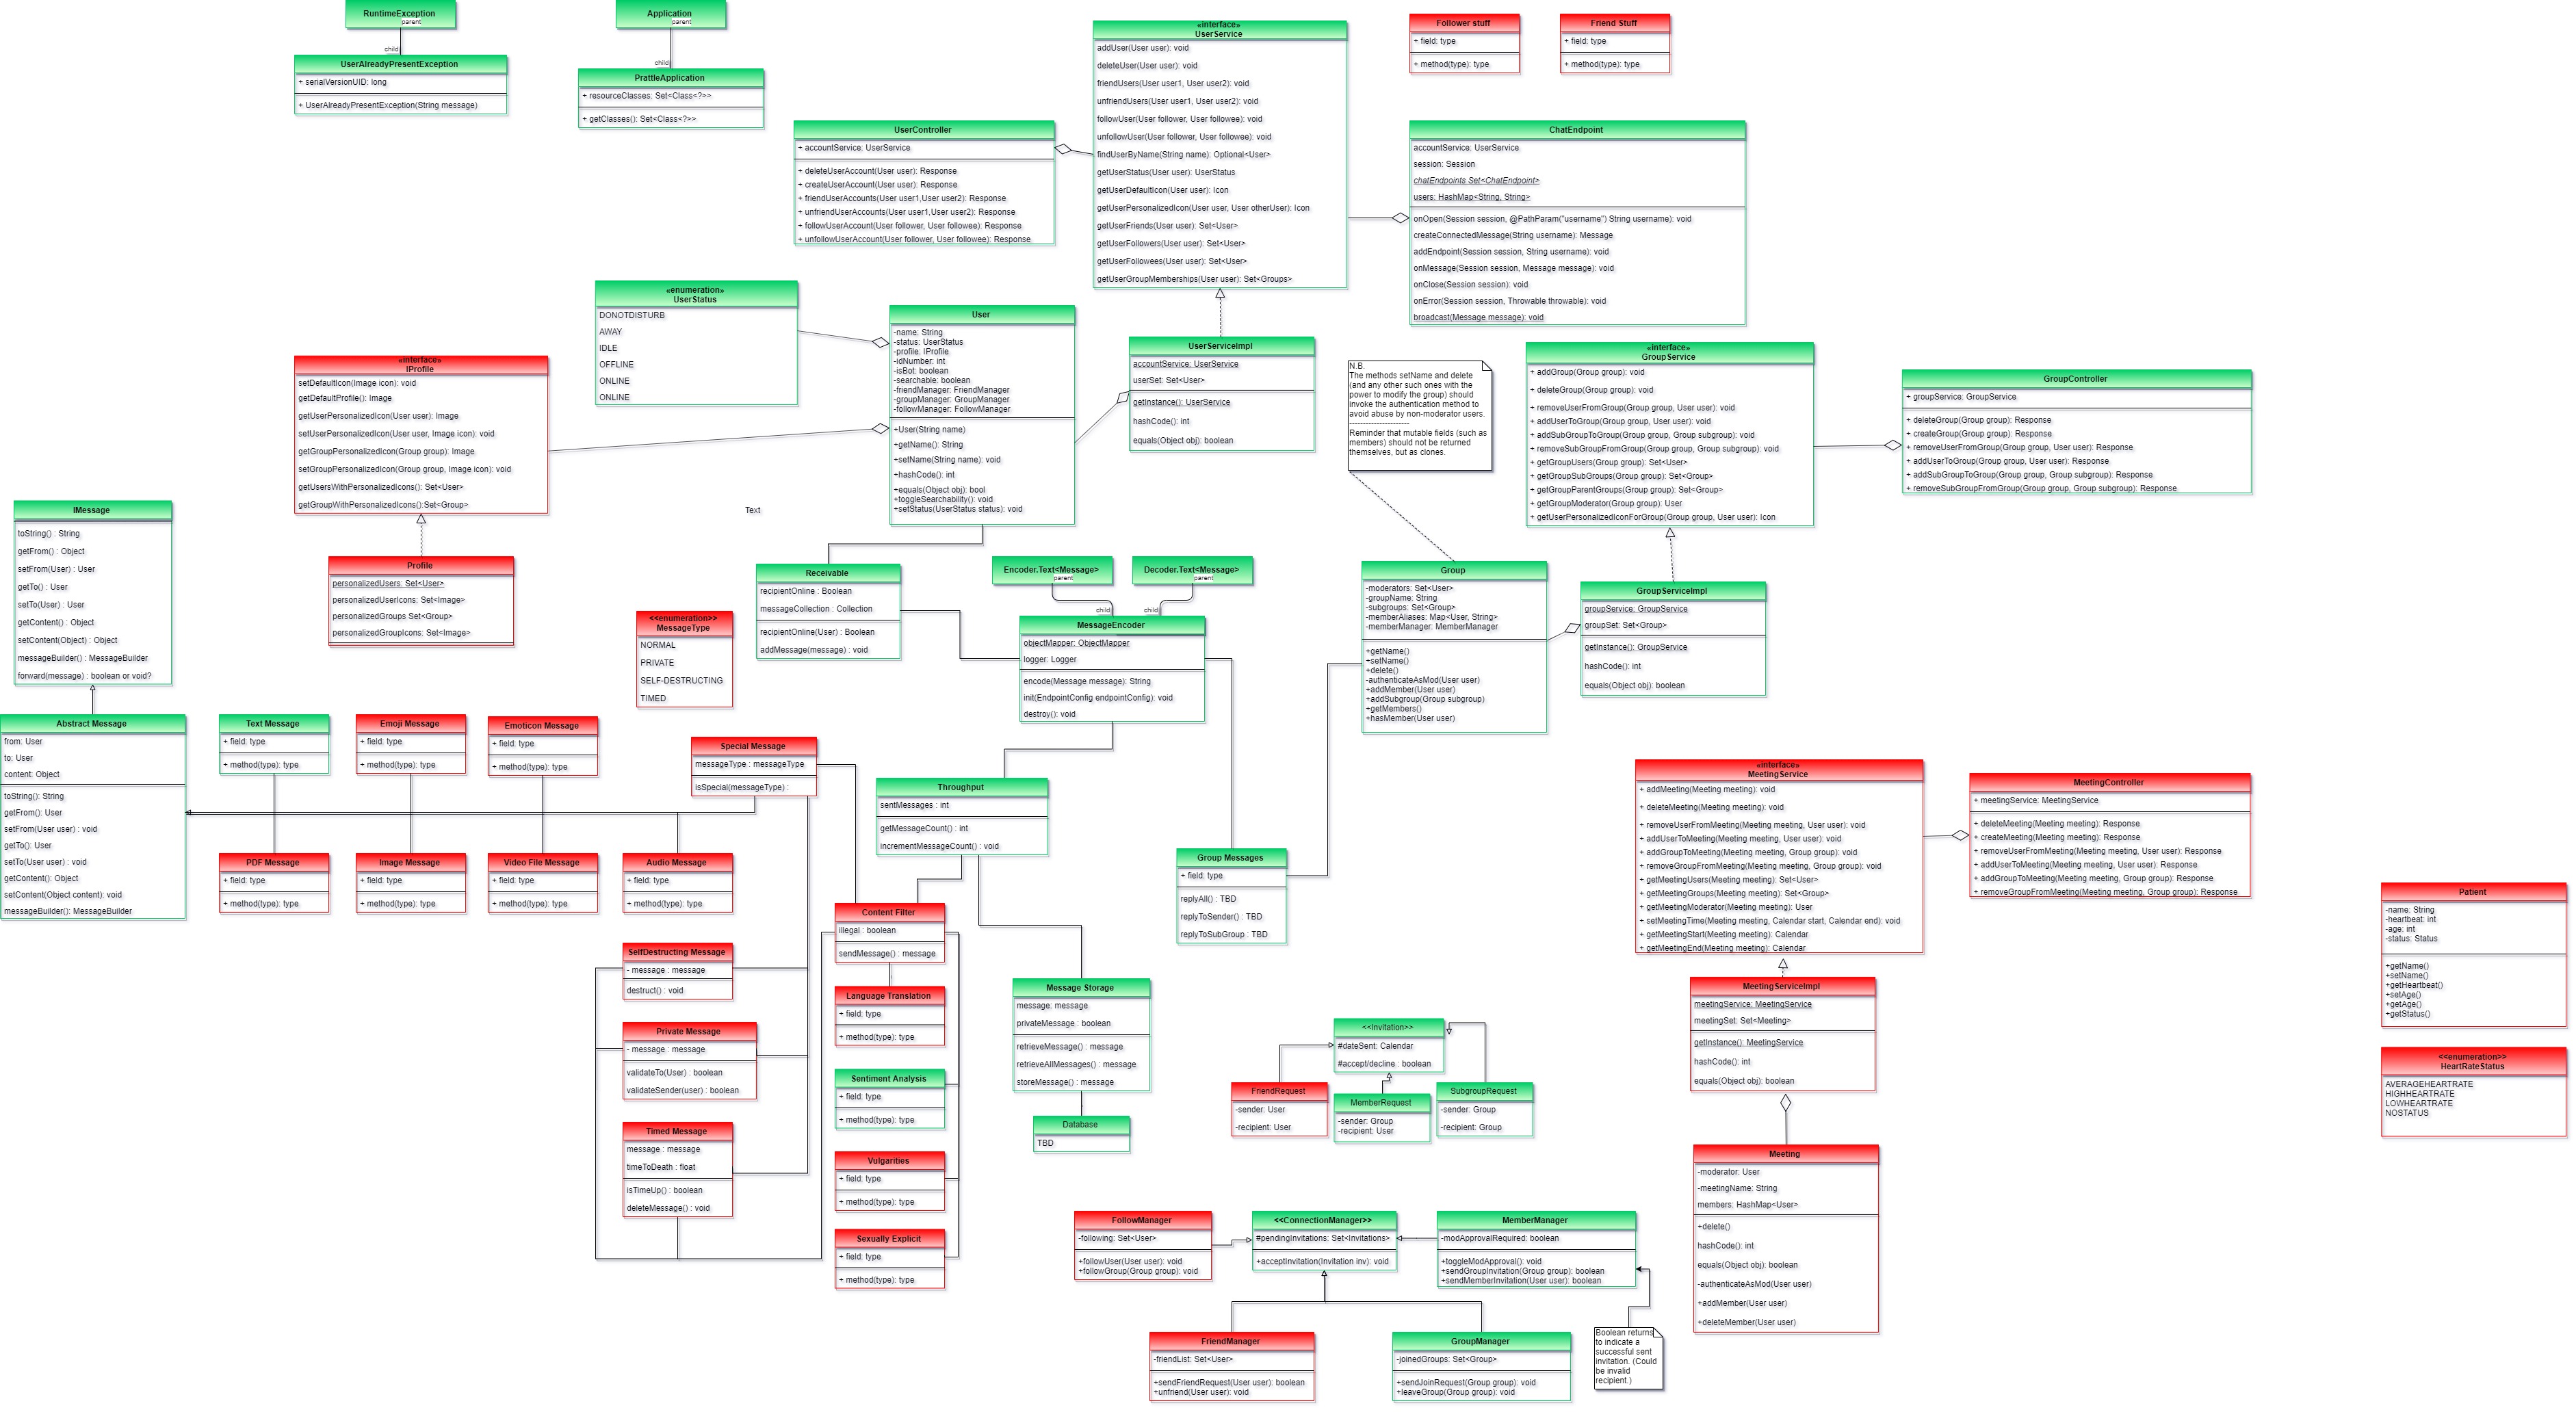 RuntimeException
parent
child
UserAlreadyPresentException
+ serialVersionUID: long
+ UserAlreadyPresentException(String message)
Application
parent
child
PrattleApplication
+ resourceClasses: Set<Class<?>>
+ getClasses(): Set<Class<?>>
UserController
+ accountService: UserService
+ deleteUserAccount(User user): Response
+ createUserAccount(User user): Response
+ friendUserAccounts(User user1,User user2): Response
+ unfriendUserAccounts(User user1,User user2): Response
+ followUserAccount(User follower, User followee): Response
+ unfollowUserAccount(User follower, User followee): Response
«interface»
UserService
addUser(User user): void
deleteUser(User user): void
friendUsers(User user1, User user2): void
unfriendUsers(User user1, User user2): void
followUser(User follower, User followee): void
unfollowUser(User follower, User followee): void
findUserByName(String name): Optional<User>
getUserStatus(User user): UserStatus
getUserDefaultIcon(User user): Icon
getUserPersonalizedIcon(User user, User otherUser): Icon
getUserFriends(User user): Set<User>
getUserFollowers(User user): Set<User>
getUserFollowees(User user): Set<User>
getUserGroupMemberships(User user): Set<Groups>
Follower stuff
+ field: type
+ method(type): type
Friend Stuff
+ field: type
+ method(type): type
ChatEndpoint
accountService: UserService
session: Session
chatEndpoints Set<ChatEndpoint>
users: HashMap<String, String>
onOpen(Session session, @PathParam("username") String username): void
createConnectedMessage(String username): Message
addEndpoint(Session session, String username): void
onMessage(Session session, Message message): void
onClose(Session session): void
onError(Session session, Throwable throwable): void
broadcast(Message message): void
«enumeration»
UserStatus
DONOTDISTURB
AWAY
IDLE
OFFLINE
ONLINE
ONLINE
User
-name: String
-status: UserStatus
-profile: IProfile
-idNumber: int
-isBot: boolean
-searchable: boolean
-friendManager: FriendManager
-groupManager: GroupManager
-followManager: FollowManager
+User(String name)
+getName(): String
+setName(String name): void
+hashCode(): int
+equals(Object obj): bool
+toggleSearchability(): void
+setStatus(UserStatus status): void
UserServiceImpl
accountService: UserService
userSet: Set<User>
getInstance(): UserService
hashCode(): int
equals(Object obj): boolean
N.B.
The methods setName and delete
(and any other such ones with the
power to modify the group) should
invoke the authentication method to
avoid abuse by non-moderator users.
----------------------
Reminder that mutable fields (such as
members) should not be returned
themselves, but as clones.
«interface»
GroupService
+ addGroup(Group group): void
+ deleteGroup(Group group): void
+ removeUserFromGroup(Group group, User user): void
+ addUserToGroup(Group group, User user): void
+ addSubGroupToGroup(Group group, Group subgroup): void
+ removeSubGroupFromGroup(Group group, Group subgroup): void
+ getGroupUsers(Group group): Set<User>
+ getGroupSubGroups(Group group): Set<Group>
+ getGroupParentGroups(Group group): Set<Group>
+ getGroupModerator(Group group): User
+ getUserPersonalizedIconForGroup(Group group, User user): Icon
GroupController
+ groupService: GroupService
+ deleteGroup(Group group): Response
+ createGroup(Group group): Response
+ removeUserFromGroup(Group group, User user): Response
+ addUserToGroup(Group group, User user): Response
+ addSubGroupToGroup(Group group, Group subgroup): Response
+ removeSubGroupFromGroup(Group group, Group subgroup): Response
«interface»
IProfile
setDefaultIcon(Image icon): void
getDefaultProfile(): Image
getUserPersonalizedIcon(User user): Image
setUserPersonalizedIcon(User user, Image icon): void
getGroupPersonalizedIcon(Group group): Image
setGroupPersonalizedIcon(Group group, Image icon): void
getUsersWithPersonalizedIcons(): Set<User>
getGroupWithPersonalizedIcons():Set<Group>
Text
Profile
personalizedUsers: Set<User>
personalizedUserIcons: Set<Image>
personalizedGroups Set<Group>
personalizedGroupIcons: Set<Image>
IMessage
toString() : String
getFrom() : Object
setFrom(User) : User
getTo() : User
setTo(User) : User
getContent() : Object
setContent(Object) : Object
messageBuilder() : MessageBuilder
forward(message) : boolean or void?
<<enumeration>>
MessageType
NORMAL
PRIVATE
SELF-DESTRUCTING
TIMED
Receivable
recipientOnline : Boolean
messageCollection : Collection
recipientOnline(User) : Boolean
addMessage(message) : void
Encoder.Text<Message>
parent
child
Decoder.Text<Message>
parent
child
MessageEncoder
objectMapper: ObjectMapper
logger: Logger
encode(Message message): String
init(EndpointConfig endpointConfig): void
destroy(): void
Group
-moderators: Set<User>
-groupName: String
-subgroups: Set<Group>
-memberAliases: Map<User, String>
-memberManager: MemberManager
+getName()
+setName()
+delete()
-authenticateAsMod(User user)
+addMember(User user)
+addSubgroup(Group subgroup)
+getMembers()
+hasMember(User user)
GroupServiceImpl
groupService: GroupService
groupSet: Set<Group>
getInstance(): GroupService
hashCode(): int
equals(Object obj): boolean
Abstract Message
from: User
to: User
content: Object
toString(): String
getFrom(): User
setFrom(User user) : void
getTo(): User
setTo(User user) : void
getContent(): Object
setContent(Object content): void
messageBuilder(): MessageBuilder
Text Message
+ field: type
+ method(type): type
Emoji Message
+ field: type
+ method(type): type
Emoticon Message
+ field: type
+ method(type): type
Special Message
messageType : messageType
isSpecial(messageType) :
PDF Message
+ field: type
+ method(type): type
Image Message
+ field: type
+ method(type): type
Video File Message
+ field: type
+ method(type): type
Audio Message
+ field: type
+ method(type): type
Throughput
sentMessages : int
getMessageCount() : int
incrementMessageCount() : void
Group Messages
+ field: type
replyAll() : TBD
replyToSender() : TBD
replyToSubGroup : TBD
Content Filter
illegal : boolean
sendMessage() : message
Language Translation
+ field: type
+ method(type): type
Sentiment Analysis
+ field: type
+ method(type): type
Vulgarities
+ field: type
+ method(type): type
Sexually Explicit
+ field: type
+ method(type): type
SelfDestructing Message
- message : message
destruct() : void
Private Message
- message : message
validateTo(User) : boolean
validateSender(user) : boolean
Timed Message
message : message
timeToDeath : float
isTimeUp() : boolean
deleteMessage() : void
Message Storage
message: message
privateMessage : boolean
retrieveMessage() : message
retrieveAllMessages() : message
storeMessage() : message
Database
TBD
«interface»
MeetingService
+ addMeeting(Meeting meeting): void
+ deleteMeeting(Meeting meeting): void
+ removeUserFromMeeting(Meeting meeting, User user): void
+ addUserToMeeting(Meeting meeting, User user): void
+ addGroupToMeeting(Meeting meeting, Group group): void
+ removeGroupFromMeeting(Meeting meeting, Group group): void
+ getMeetingUsers(Meeting meeting): Set<User>
+ getMeetingGroups(Meeting meeting): Set<Group>
+ getMeetingModerator(Meeting meeting): User
+ setMeetingTime(Meeting meeting, Calendar start, Calendar end): void
+ getMeetingStart(Meeting meeting): Calendar
+ getMeetingEnd(Meeting meeting): Calendar
MeetingController
+ meetingService: MeetingService
+ deleteMeeting(Meeting meeting): Response
+ createMeeting(Meeting meeting): Response
+ removeUserFromMeeting(Meeting meeting, User user): Response
+ addUserToMeeting(Meeting meeting, User user): Response
+ addGroupToMeeting(Meeting meeting, Group group): Response
+ removeGroupFromMeeting(Meeting meeting, Group group): Response
Patient
-name: String
-heartbeat: int
-age: int
-status: Status
+getName()
+setName()
+getHeartbeat()
+setAge()
+getAge()
+getStatus()
<<enumeration>>
HeartRateStatus
AVERAGEHEARTRATE
HIGHHEARTRATE
LOWHEARTRATE
NOSTATUS
MeetingServiceImpl
meetingService: MeetingService
meetingSet: Set<Meeting>
getInstance(): MeetingService
hashCode(): int
equals(Object obj): boolean
Meeting
-moderator: User
-meetingName: String
members: HashMap<User>
+delete()
hashCode(): int
equals(Object obj): boolean
-authenticateAsMod(User user)
+addMember(User user)
+deleteMember(User user)
<<Invitation>>
#dateSent: Calendar
#accept/decline : boolean
FriendRequest
-sender: User
-recipient: User
MemberRequest
-sender: Group
-recipient: User
SubgroupRequest
-sender: Group
-recipient: Group
FollowManager
-following: Set<User>
+followUser(User user): void
+followGroup(Group group): void
<<ConnectionManager>>
#pendingInvitations: Set<Invitations>
+acceptInvitation(Invitation inv): void
MemberManager
-modApprovalRequired: boolean
+toggleModApproval(): void
+sendGroupInvitation(Group group): boolean
+sendMemberInvitation(User user): boolean
FriendManager
-friendList: Set<User>
+sendFriendRequest(User user): boolean
+unfriend(User user): void
GroupManager
-joinedGroups: Set<Group>
+sendJoinRequest(Group group): void
+leaveGroup(Group group): void
Boolean returns
to indicate a
successful sent
invitation. (Could
be invalid
recipient.)